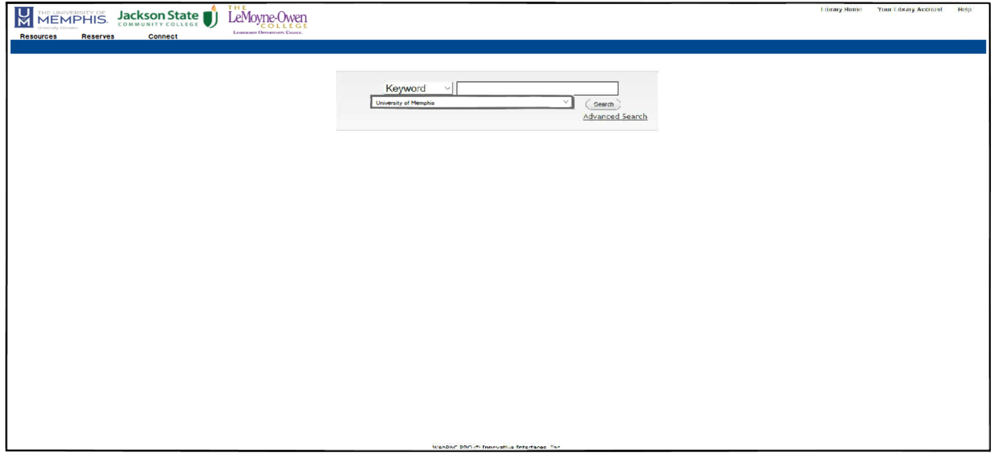 THE UNIVERSITY OF
MEMPHIS.
University Libraries
Jackson State
COMMUNITY COLLEGE
THE
LeMoyne-Owen
COLLEGE
LEADERSHIP. OPPORTUNITY. CHANGE.
Library Home Your Library Account Help
Resources Reserves Connect
Keyword
University of Memphis
Search
Advanced Search
WebPAC PRO © Innovative Interfaces, Inc.